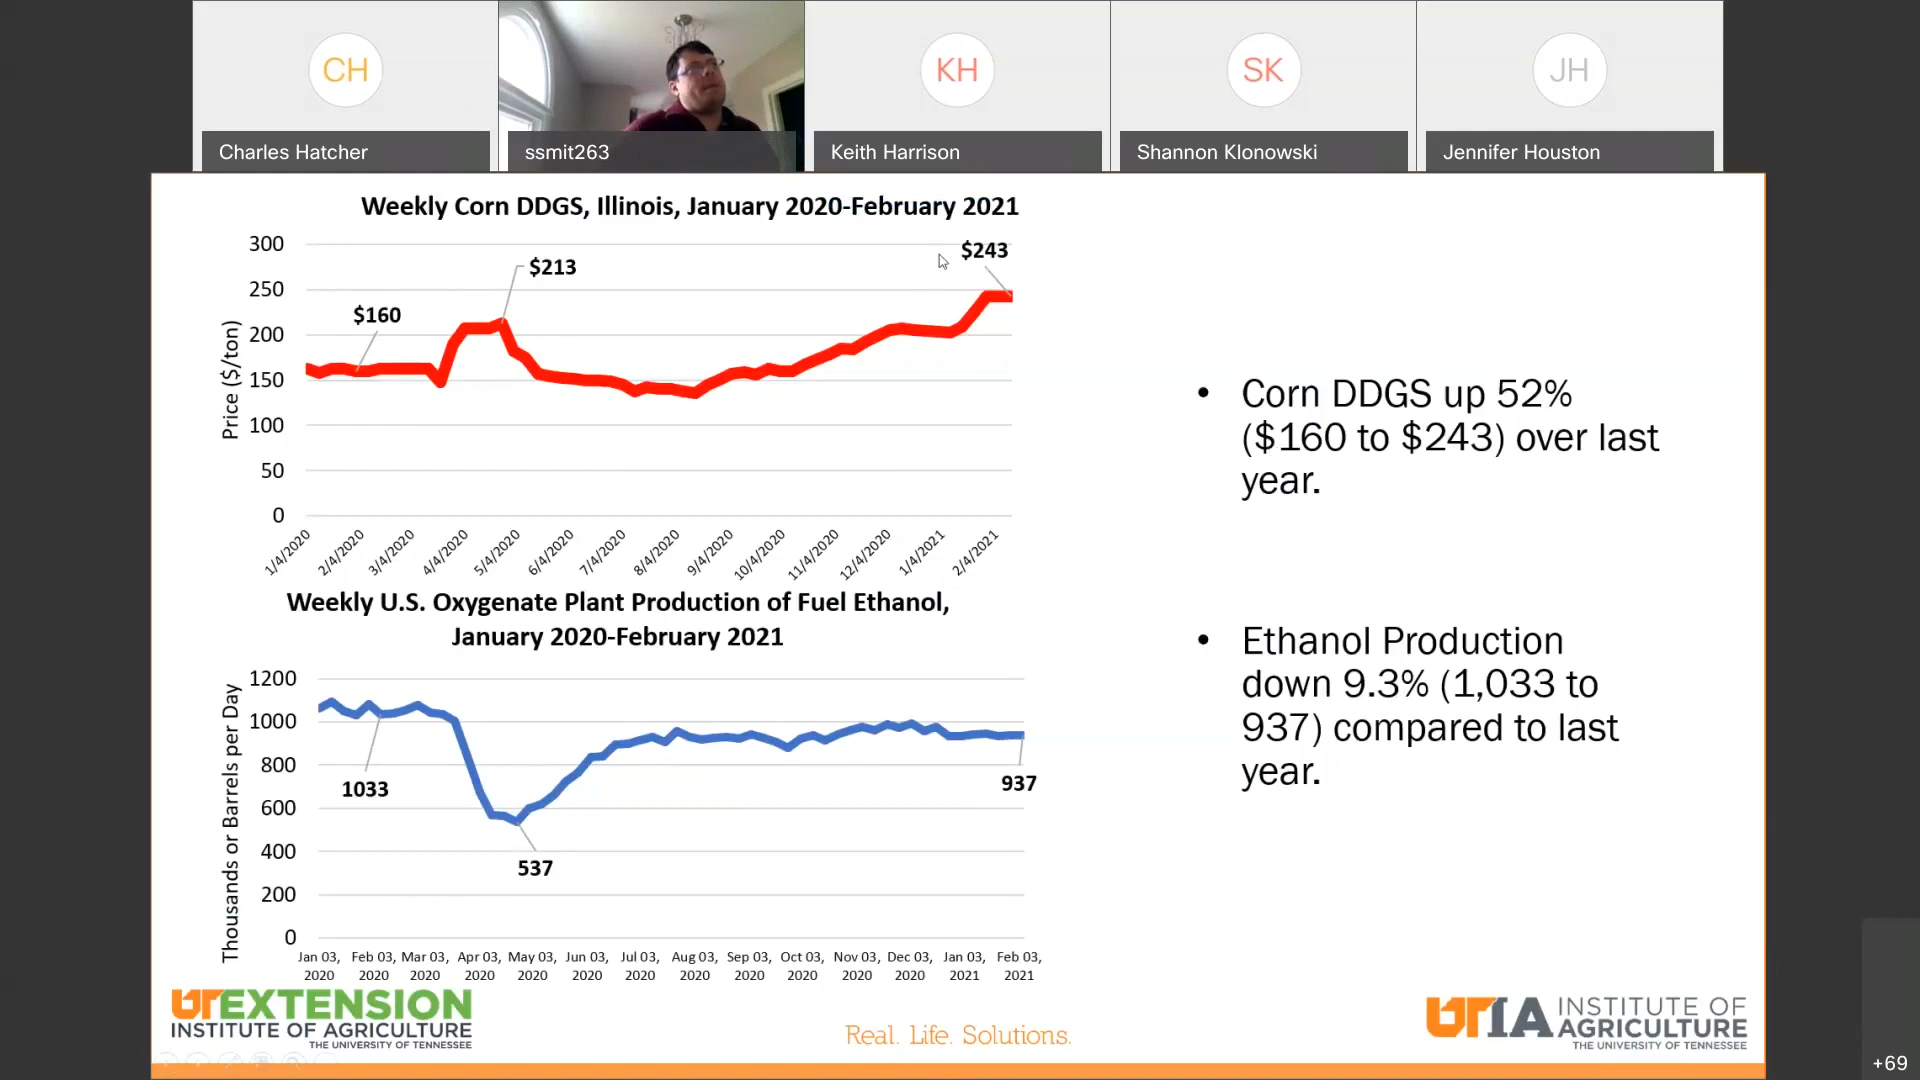 CH
KH
SK
JH
Charles Hatcher
ssmit263
Keith Harrison
Shannon Klonowski
Jennifer Houston
Weekly Corn DDGS, Illinois, January 2020-February 2021
Price ($/ton)
300
250
200
150
100
50
0
$160
$213
$243
1/4/2020
2/4/2020
3/4/2020
4/4/2020
5/4/2020
6/4/2020
7/4/2020
8/4/2020
9/4/2020
10/4/2020
11/4/2020
12/4/2020
1/4/2021
2/4/2021
• Corn DDGS up 52%
($160 to $243) over last
year.
Weekly U.S. Oxygenate Plant Production of Fuel Ethanol,
January 2020-February 2021
Thousands or Barrels per Day
1200
1000
800
600
400
200
0
1033
537
937
Jan 03,
2020
Feb 03,
2020
Mar 03,
2020
Apr 03,
2020
May 03,
2020
Jun 03,
2020
Jul 03,
2020
Aug 03,
2020
Sep 03,
2020
Oct 03,
2020
Nov 03,
2020
Dec 03,
2020
Jan 03,
2021
Feb 03,
2021
• Ethanol Production
down 9.3% (1,033 to
937) compared to last
year.
UTEXTENSION
INSTITUTE OF AGRICULTURE
THE UNIVERSITY OF TENNESSEE
Real. Life. Solutions.
UTIA INSTITUTE OF
AGRICULTURE
THE UNIVERSITY OF TENNESSEE
+69